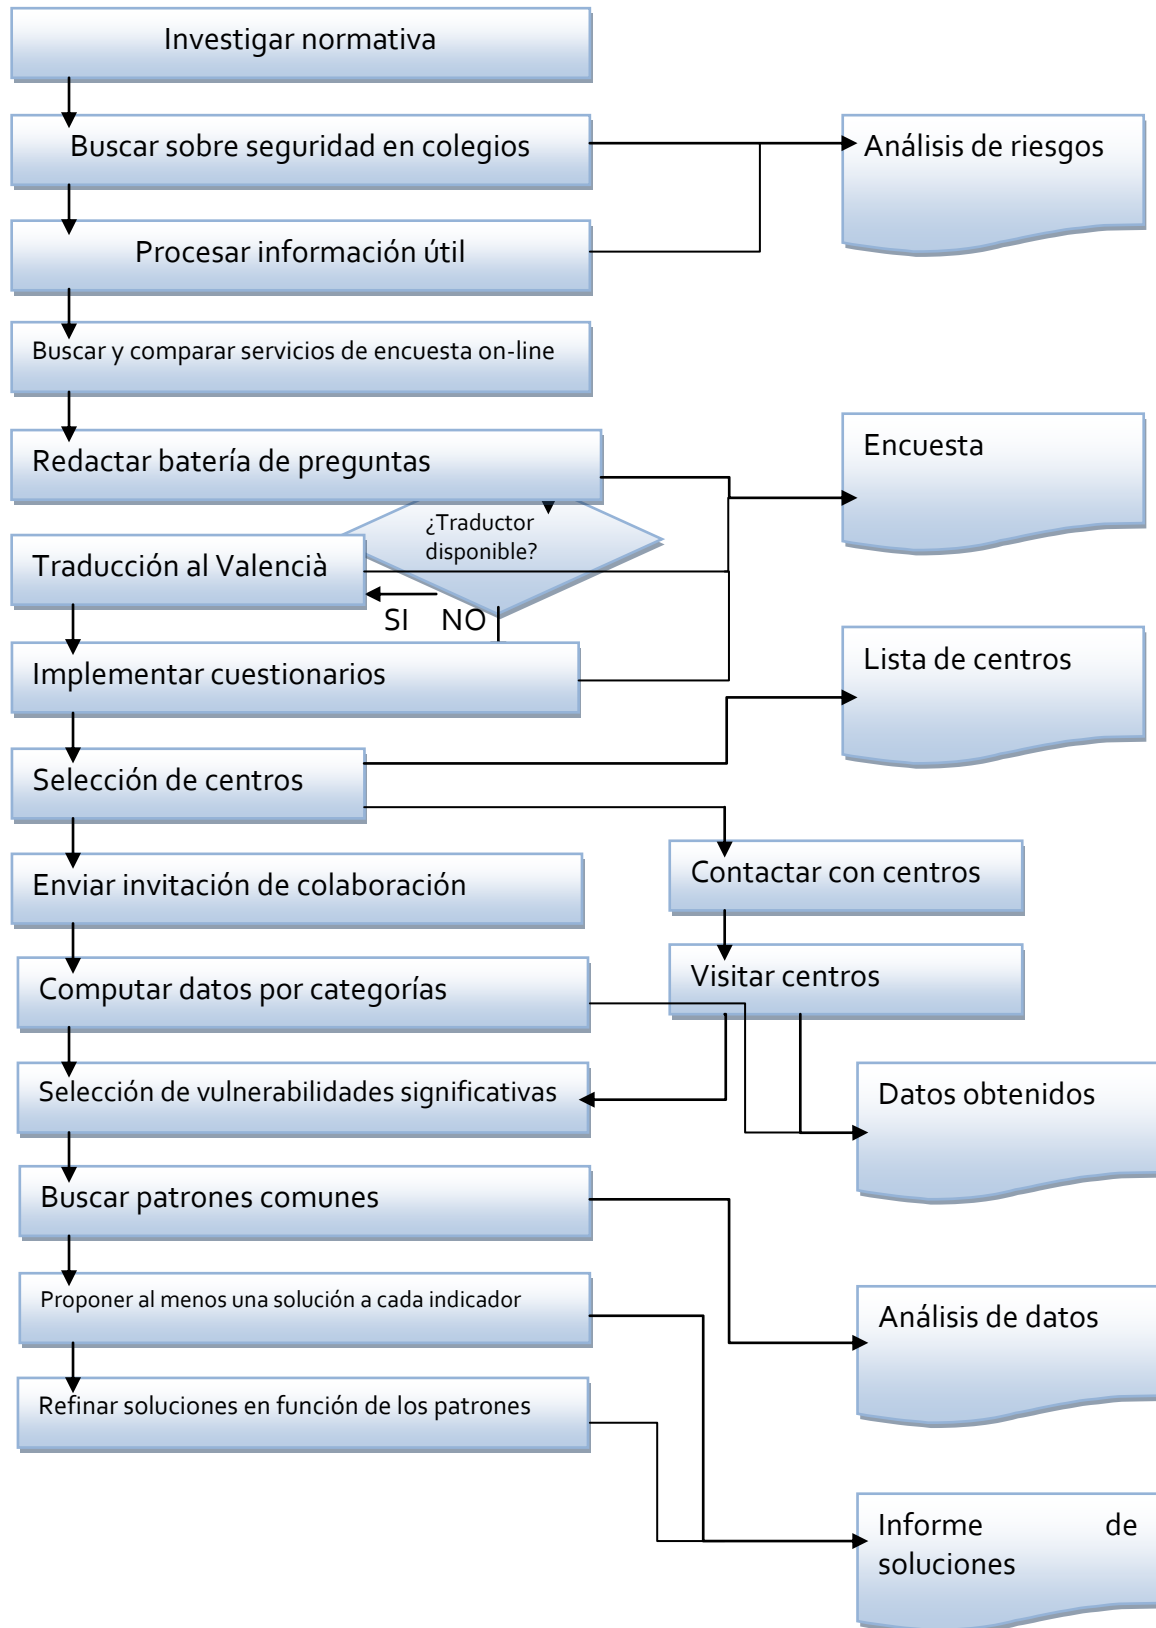 Investigar normativa
Buscar sobre seguridad en colegios
Análisis de riesgos
Procesar información útil
Buscar y comparar servicios de encuesta on-line
Redactar batería de preguntas
Encuesta
¿Traductor
disponible?
Traducción al Valencià
SI NO
Implementar cuestionarios
Lista de centros
Selección de centros
Enviar invitación de colaboración
Contactar con centros
Visitar centros
Computar datos por categorías
Selección de vulnerabilidades significativas
Datos obtenidos
Buscar patrones comunes
Proponer al menos una solución a cada indicador
Análisis de datos
Refinar soluciones en función de los patrones
Informe de
soluciones